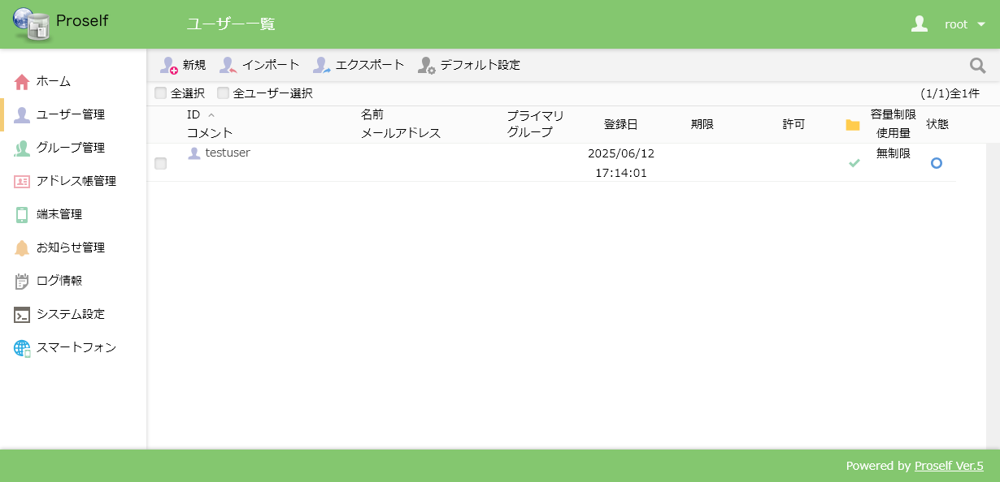 Proself
ユーザー一覧
root
ホーム
ユーザー管理
グループ管理
アドレス帳管理
端末管理
お知らせ管理
ログ情報
システム設定
スマートフォン
新規 インポート エクスポート デフォルト設定
全選択 全ユーザー選択 (1/1)全1件
ID 名前 プライマリ 登録日 期限 許可 容量制限 状態
コメント メールアドレス グループ 使用量
testuser 2025/06/12 無制限
17:14:01
Powered by Proself Ver.5